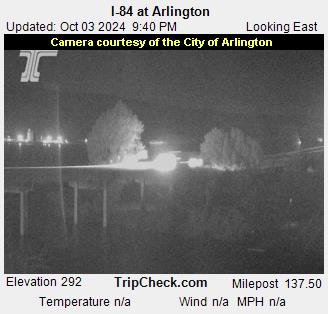 I-84 at Arlington
Updated: Oct 03 2024 9:40 PM Looking East
Camera courtesy of the City of Arlington
Elevation 292 TripCheck.com Milepost 137.50
Temperature n/a Wind n/a MPH n/a